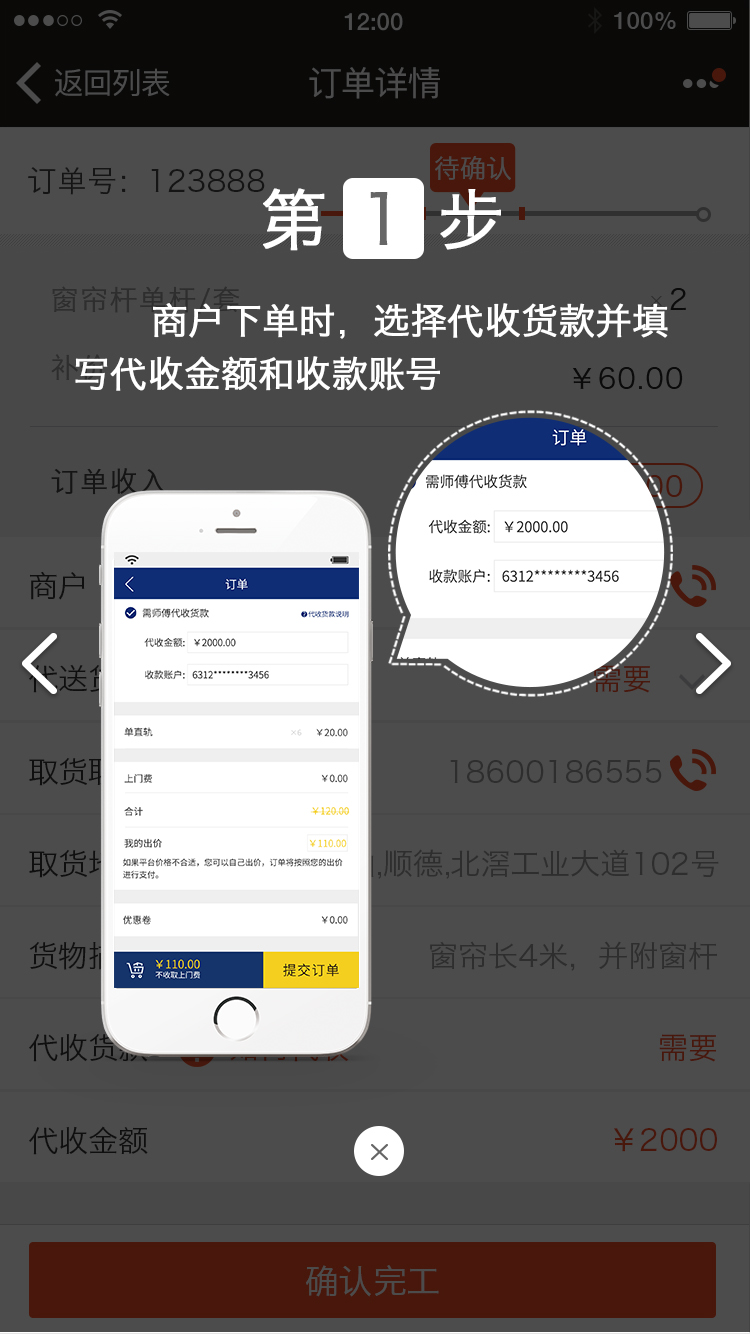 12:00
100%
返回列表
订单详情
订单号：123888
待确认
第1步
窗帘杆单杆/套
×2
商户下单时，选择代收货款并填
写代收金额和收款账号
¥60.00
订单收入
订单
需师傅代收货款
代收金额: ¥2000.00
收款账户: 6312********3456
订单
需师傅代收货款
代收货款说明
代收金额: ¥2000.00
收款账户: 6312********3456
单直轨 ×6 ¥20.00
上门费 ¥0.00
合计 ¥120.00
我的出价 ¥110.00
如果平台价格不合适，您可以自己出价，订单将按照您的出价
进行支付。
优惠卷 ¥0.00
¥110.00
不收取上门费
提交订单
商户
代送货
需要
取货
18600186555
取货
,顺德,北滘工业大道102号
货物
窗帘长4米，并附窗杆
代收货款
需要
代收金额
¥2000
确认完工